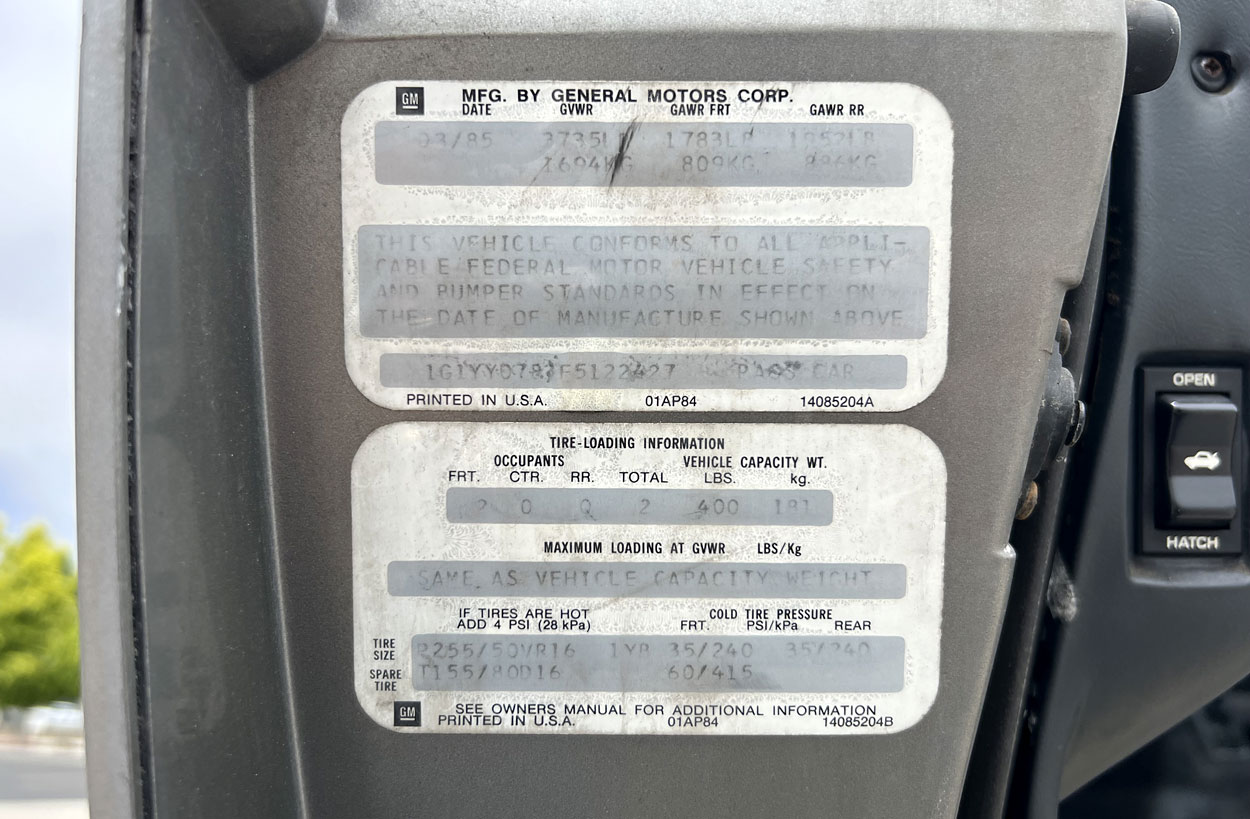 GM MFG. BY GENERAL MOTORS CORP.
DATE GVWR GAWR FRT GAWR RR
03/85 3735LB 1783LB 1952LB
1694KG 809KG 886KG
THIS VEHICLE CONFORMS TO ALL APPLI-
CABLE FEDERAL MOTOR VEHICLE SAFETY
AND BUMPER STANDARDS IN EFFECT ON
THE DATE OF MANUFACTURE SHOWN ABOVE
PASS CAR
PRINTED IN U.S.A. 01AP84 14085204A
TIRE-LOADING INFORMATION
OCCUPANTS VEHICLE CAPACITY WT.
FRT. CTR. RR. TOTAL LBS. kg.
2 0 0 2 400 181
MAXIMUM LOADING AT GVWR LBS/Kg
SAME AS VEHICLE CAPACITY WEIGHT
IF TIRES ARE HOT COLD TIRE PRESSURE
ADD 4 PSI (28 kPa) FRT. PSI/kPa REAR
TIRE SIZE P255/50VR16 1YB 35/240 35/240
SPARE TIRE T155/80D16 60/415
GM SEE OWNERS MANUAL FOR ADDITIONAL INFORMATION
PRINTED IN U.S.A. 01AP84 14085204B
OPEN
HATCH